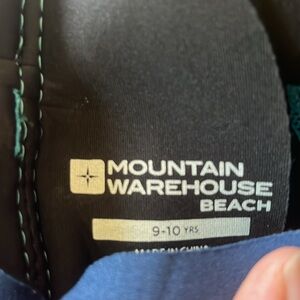 MOUNTAIN
WAREHOUSE
BEACH
9-10 YRS
MADE IN CHINA